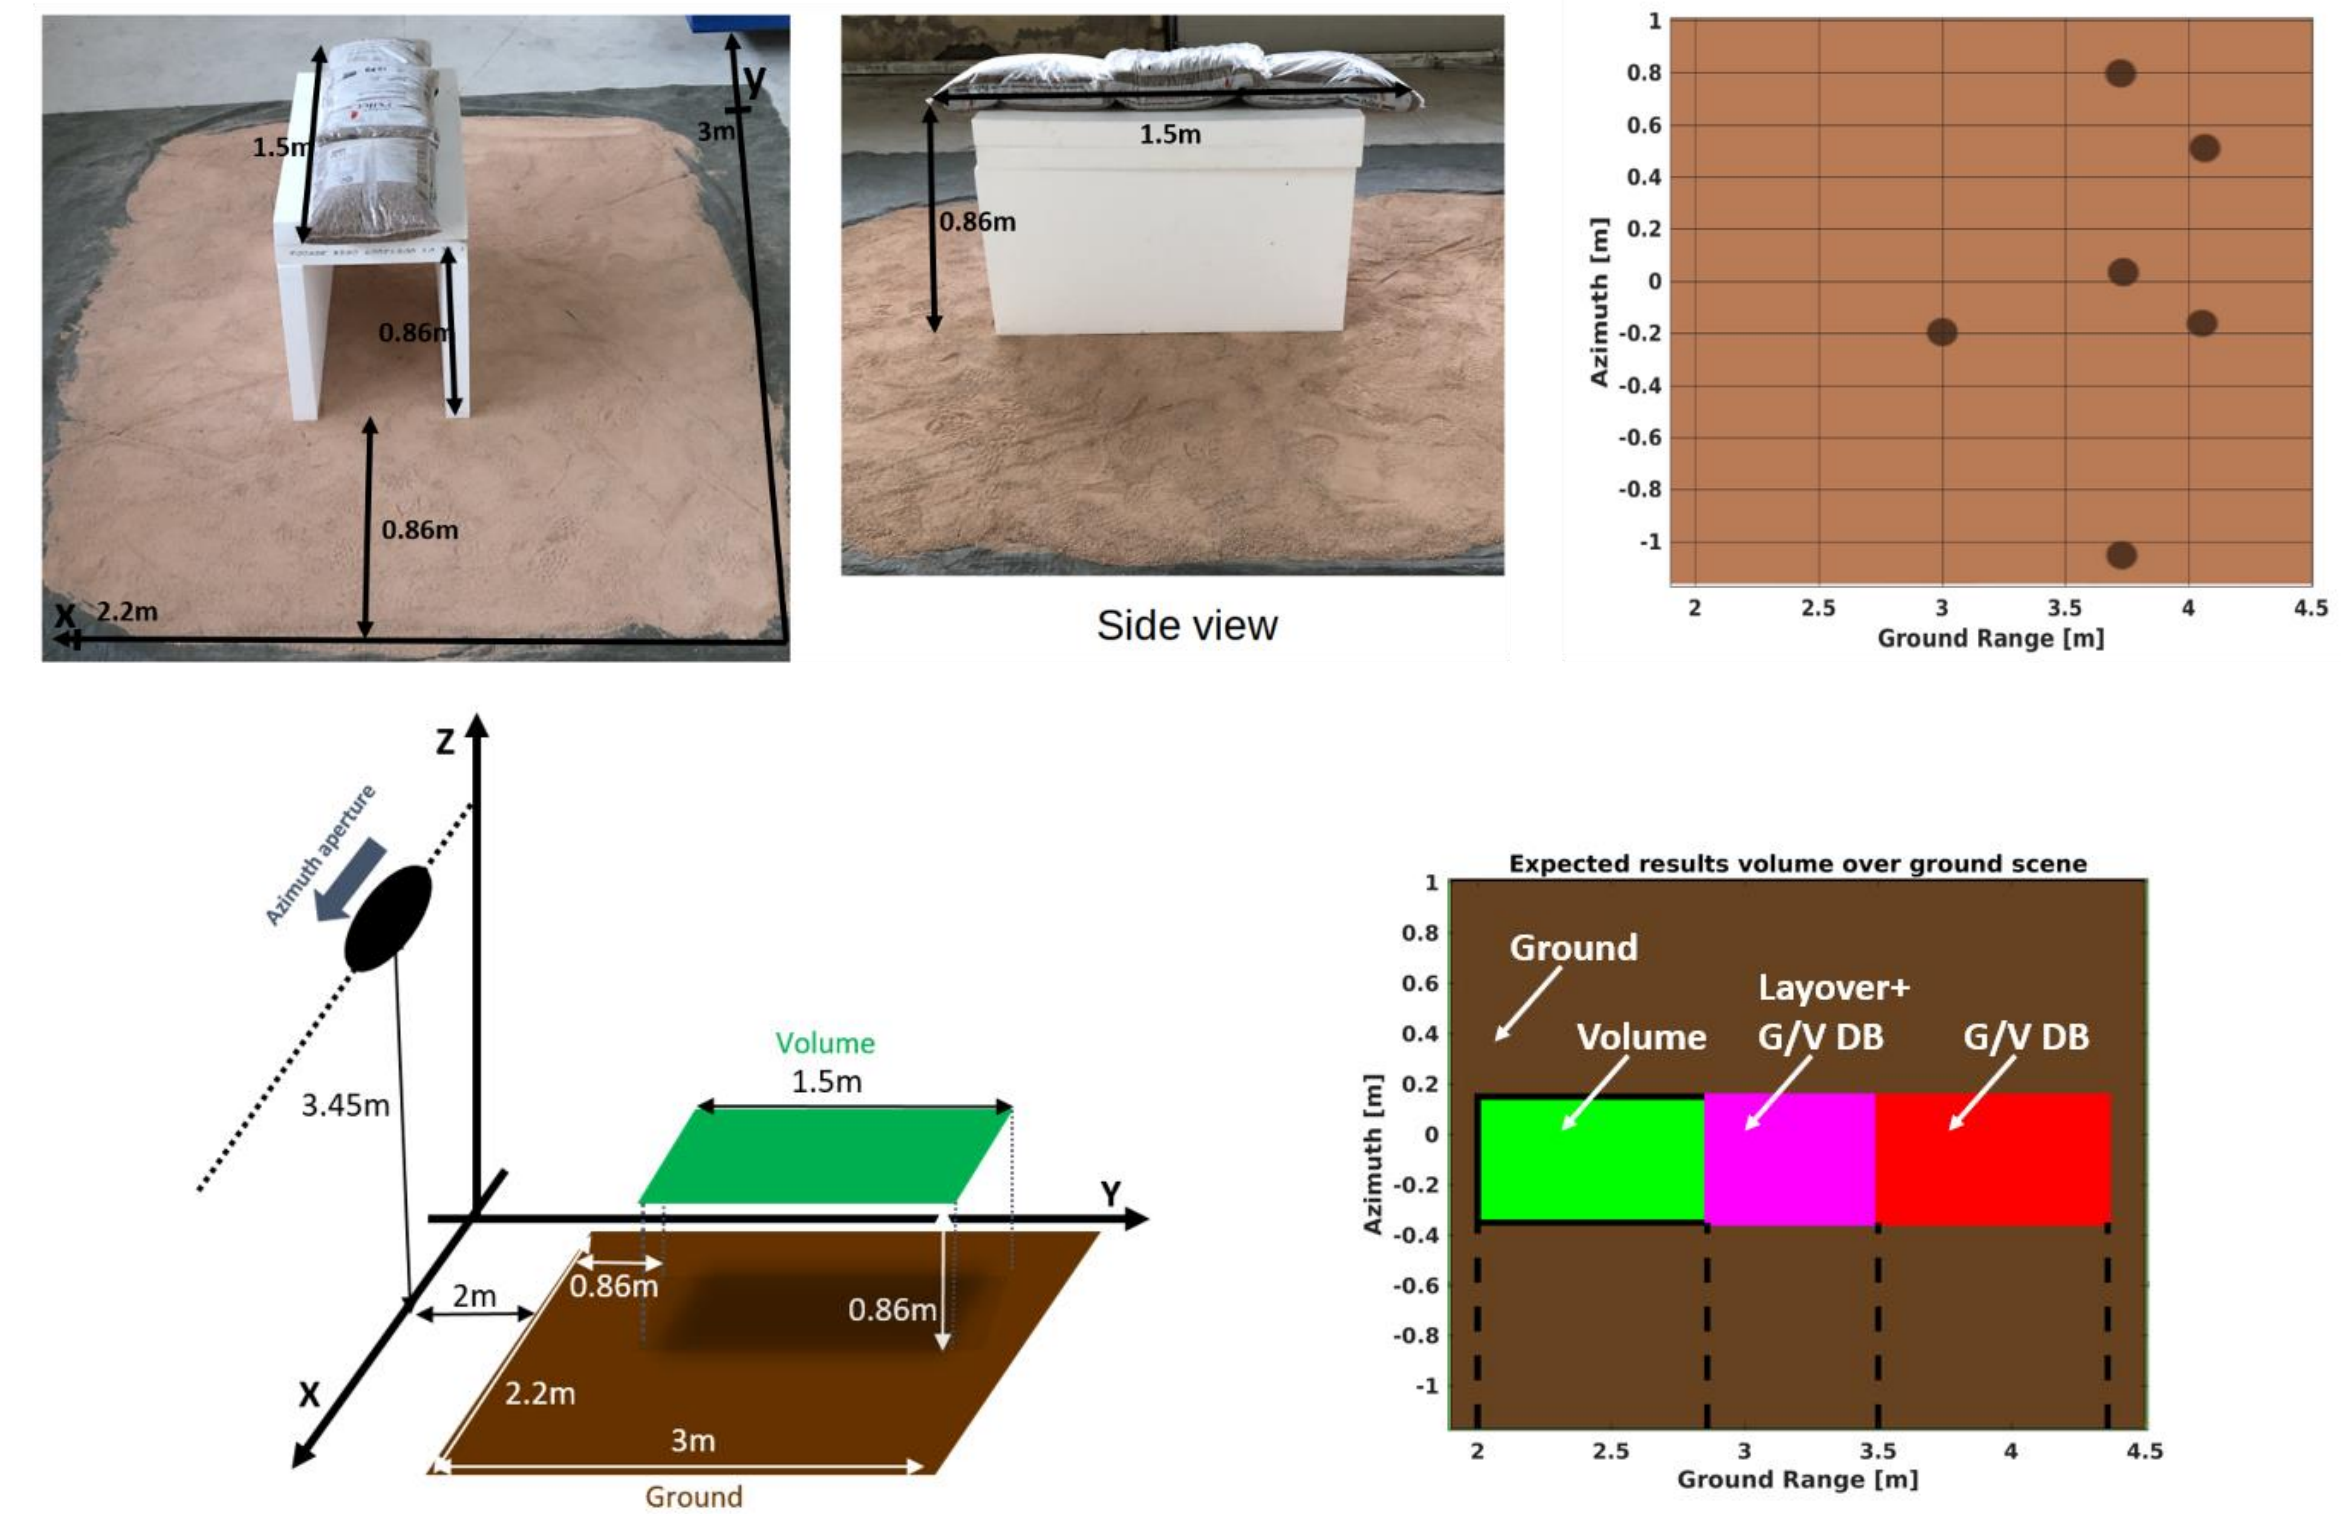 1.5m
0.86m
0.86m
y
3m
X 2.2m
1.5m
0.86m
Side view
1
0.8
0.6
0.4
0.2
0
-0.2
-0.4
-0.6
-0.8
-1
Azimuth [m]
2 2.5 3 3.5 4 4.5
Ground Range [m]
Z
Azimuth aperture
3.45m
Volume
1.5m
Y
0.86m
0.86m
2m
X
2.2m
3m
Ground
Expected results volume over ground scene
1
0.8
0.6
0.4
0.2
0
-0.2
-0.4
-0.6
-0.8
-1
Azimuth [m]
Ground
Volume
Layover+
G/V DB
G/V DB
2 2.5 3 3.5 4 4.5
Ground Range [m]